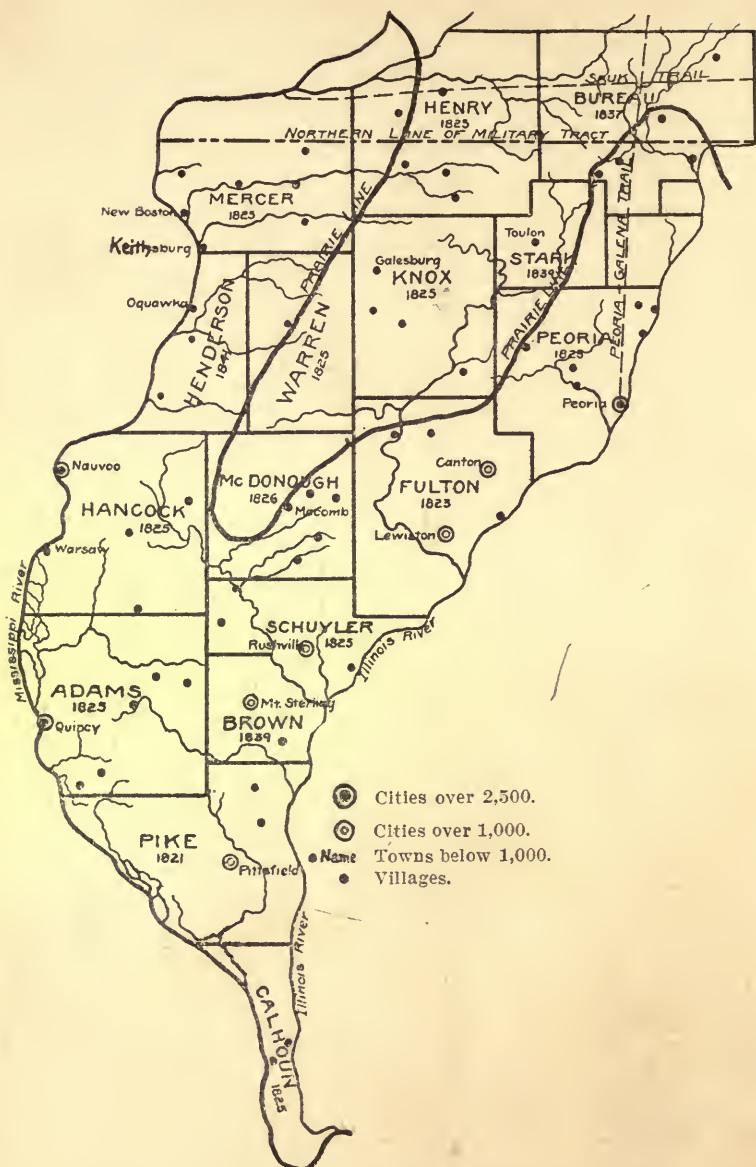 SAUK TRAIL
HENRY
1825
BUREAU
1837
NORTHERN LANE OF MILITARY TRACT
MERCER
1825
New Boston
Keithsburg
PRAIRIE LINE
Toulon
STARK
1839
PEORIA-GALENA TRAIL
Galesburg
KNOX
1825
PRAIRIE LINE
Oquawka
HENDERSON
1841
WARREN
1825
PEORIA
1825
Peoria
Nauvoo
HANCOCK
1825
McDONOUGH
1826
Macomb
Canton
FULTON
1823
Lewiston
Warsaw
Mississippi River
SCHUYLER
1825
Rushville
Illinois River
ADAMS
1825
Quincy
Mt. Sterling
BROWN
1839
Cities over 2,500.
Cities over 1,000.
Name Towns below 1,000.
Villages.
PIKE
1821
Pittsfield
Illinois River
CALHOUN
1825